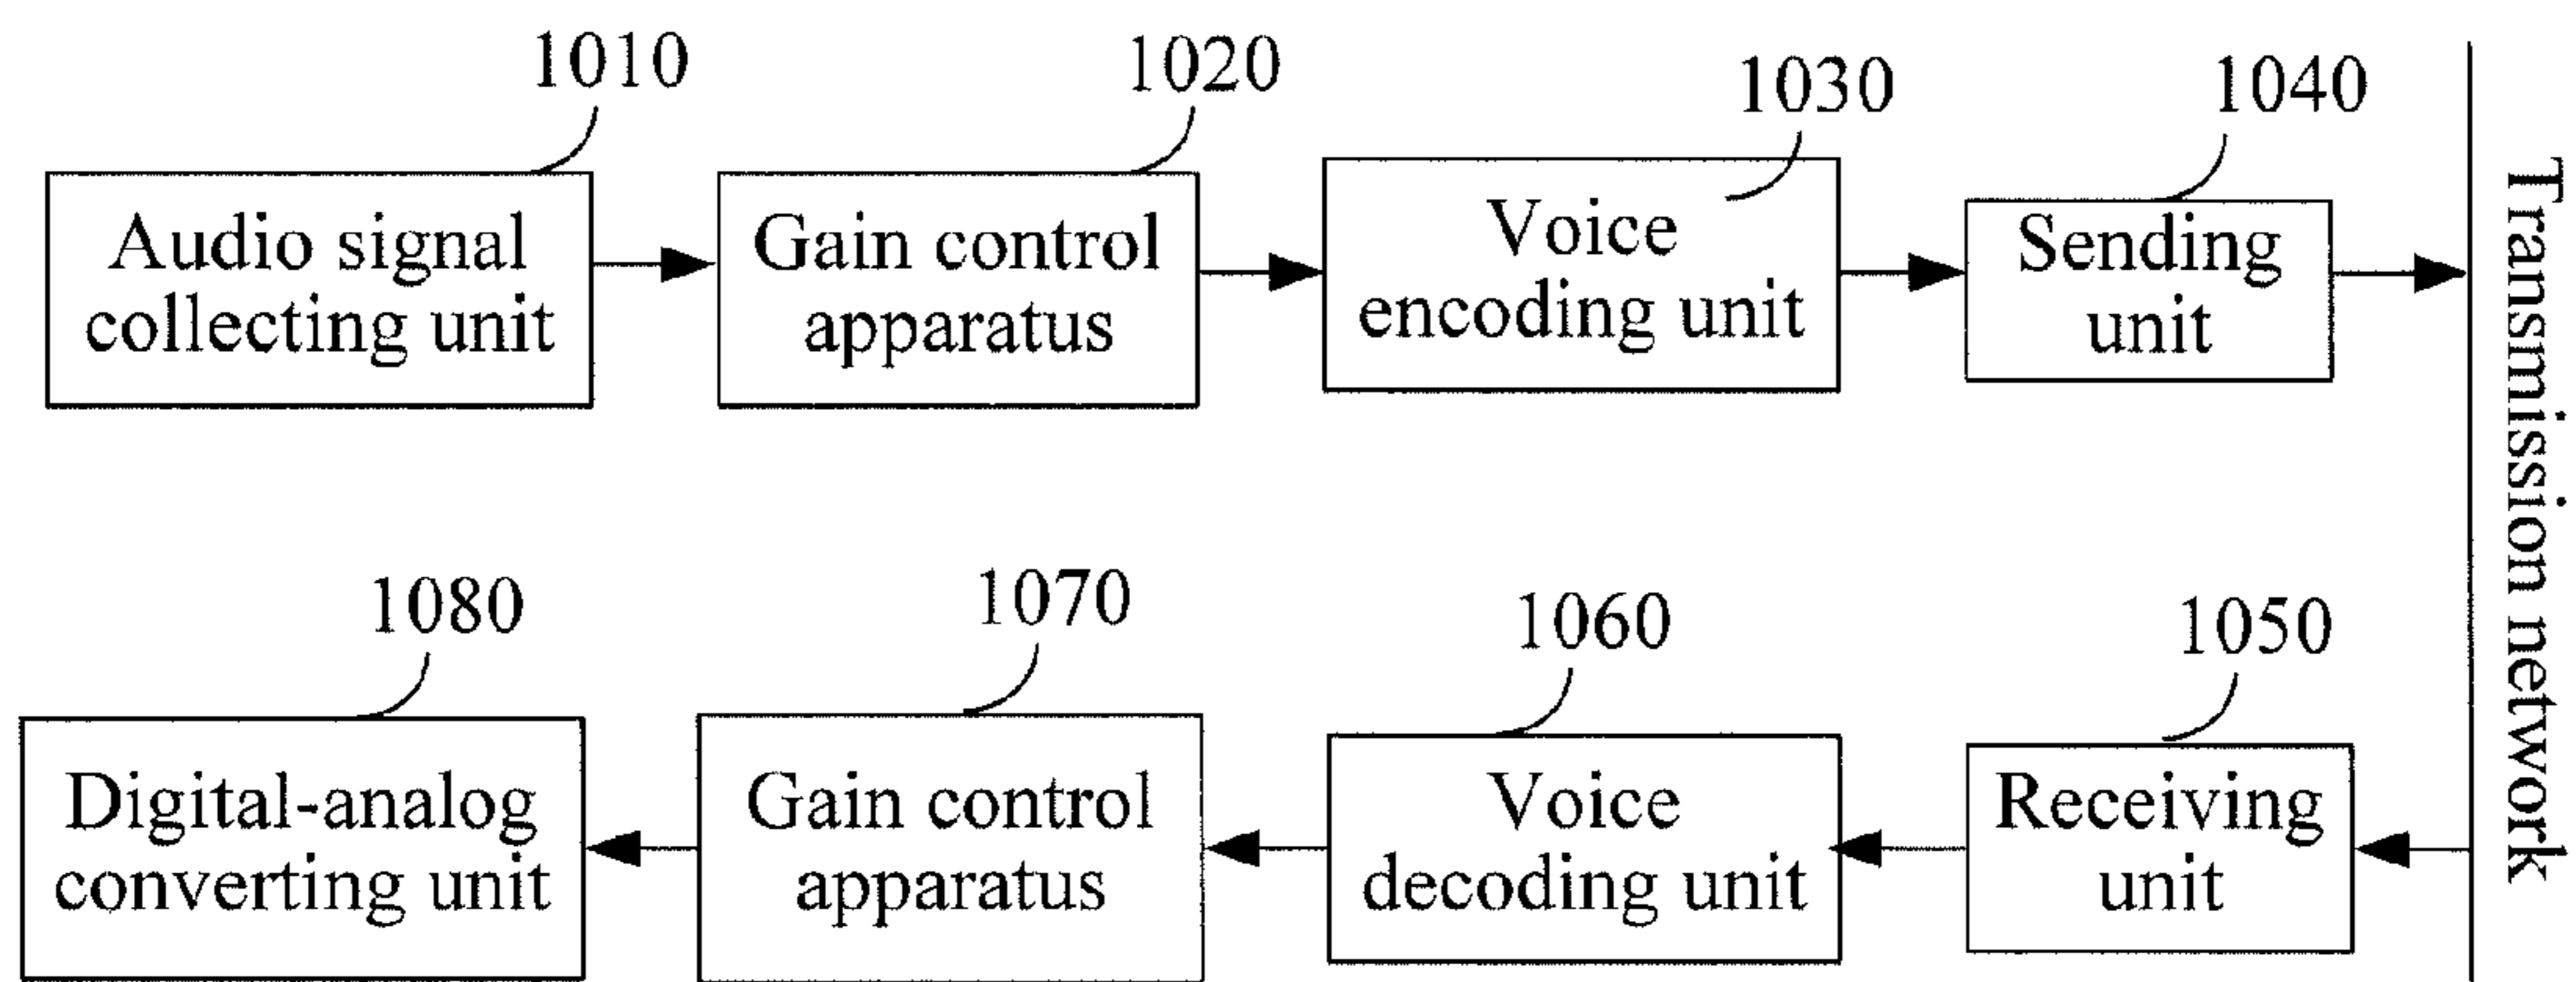 1010
1020
1030
1040
Audio signal
collecting unit
Gain control
apparatus
Voice
encoding unit
Sending
unit
Transmission network
1080
1070
1060
1050
Digital-analog
converting unit
Gain control
apparatus
Voice
decoding unit
Receiving
unit